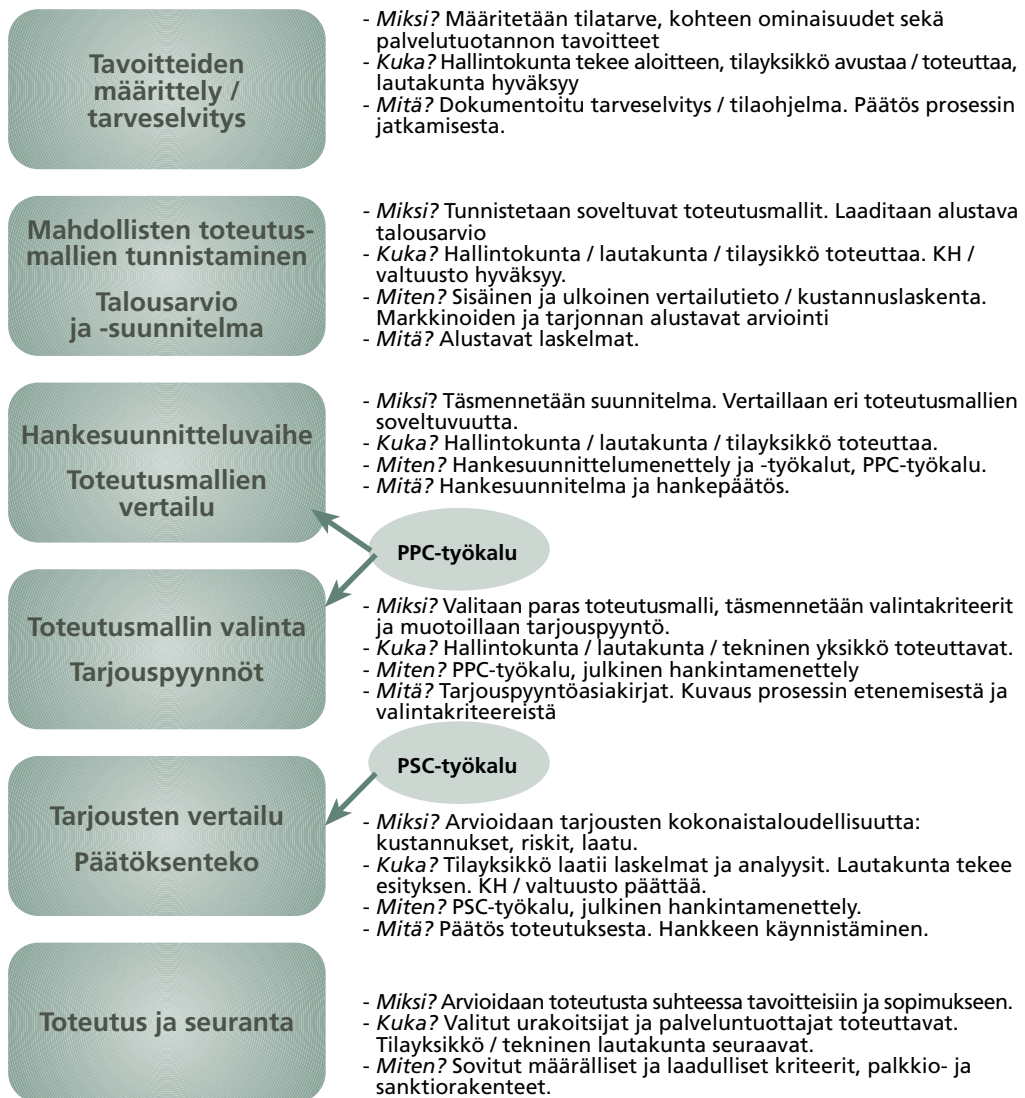 Tavoitteiden
määrittely /
tarveselvitys
- Miksi? Määritetään tilatarve, kohteen ominaisuudet sekä
palvelutuotannon tavoitteet
- Kuka? Hallintokunta tekee aloitteen, tilayksikkö avustaa / toteuttaa,
lautakunta hyväksyy
- Mitä? Dokumentoitu tarveselvitys / tilaohjelma. Päätös prosessin
jatkamisesta.
Mahdollisten toteutus-
mallien tunnistaminen
Talousarvio
ja -suunnitelma
- Miksi? Tunnistetaan soveltuvat toteutusmallit. Laaditaan alustava
talousarvio
- Kuka? Hallintokunta / lautakunta / tilaysikkö toteuttaa. KH /
valtuusto hyväksyy.
- Miten? Sisäinen ja ulkoinen vertailutieto / kustannuslaskenta.
Markkinoiden ja tarjonnan alustavat arviointi
- Mitä? Alustavat laskelmat.
Hankesuunnitteluvaihe
Toteutusmallien
vertailu
- Miksi? Täsmennetään suunnitelma. Vertaillaan eri toteutusmallien
soveltuvuutta.
- Kuka? Hallintokunta / lautakunta / tilayksikkö toteuttaa.
- Miten? Hankesuunnittelumenettely ja -työkalut, PPC-työkalu.
- Mitä? Hankesuunnitelma ja hankepäätös.
PPC-työkalu
Toteutusmallin valinta
Tarjouspyynnöt
- Miksi? Valitaan paras toteutusmalli, täsmennetään valintakriteerit
ja muotoillaan tarjouspyyntö.
- Kuka? Hallintokunta / lautakunta / tekninen yksikkö toteuttavat.
- Miten? PPC-työkalu, julkinen hankintamenettely
- Mitä? Tarjouspyyntöasiakirjat. Kuvaus prosessin etenemisestä ja
valintakriteereistä
PSC-työkalu
Tarjousten vertailu
Päätöksenteko
- Miksi? Arvioidaan tarjousten kokonaistaloudellisuutta:
kustannukset, riskit, laatu.
- Kuka? Tilayksikkö laatii laskelmat ja analyysit. Lautakunta tekee
esityksen. KH / valtuusto päättää.
- Miten? PSC-työkalu, julkinen hankintamenettely.
- Mitä? Päätös toteutuksesta. Hankkeen käynnistäminen.
Toteutus ja seuranta
- Miksi? Arvioidaan toteutusta suhteessa tavoitteisiin ja sopimukseen.
- Kuka? Valitut urakoitsijat ja palveluntuottajat toteuttavat.
Tilayksikkö / tekninen lautakunta seuraavat.
- Miten? Sovitut määrälliset ja laadulliset kriteerit, palkkio- ja
sanktiorakenteet.